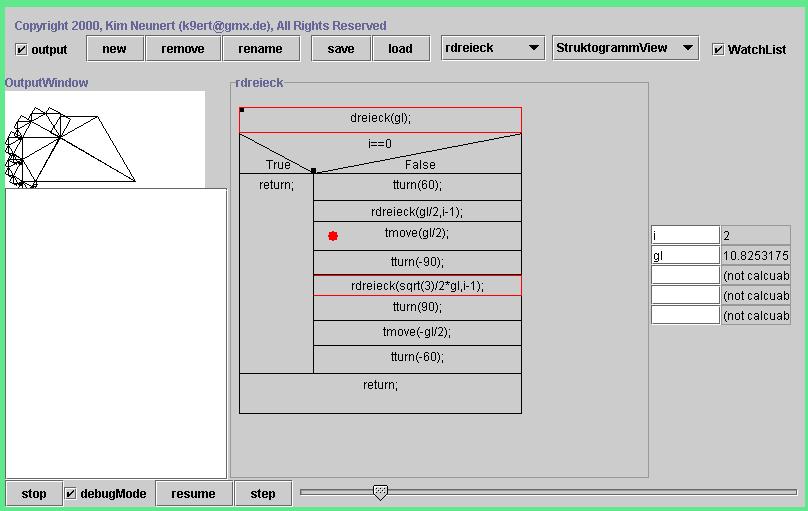 Copyright 2000, Kim Neunert (k9ert@gmx.de), All Rights Reserved
output new remove rename save load rdreieck StruktogrammView WatchList
OutputWindow
rdreieck
dreieck(gl);
i==0
True False
return;
tturn(60);
rdreieck(gl/2,i-1);
tmove(gl/2);
tturn(-90);
rdreieck(sqrt(3)/2*gl,i-1);
tturn(90);
tmove(-gl/2);
tturn(-60);
return;
i 2
gl 10.8253175
(not calcuab
(not calcuab
(not calcuab
stop debugMode resume step